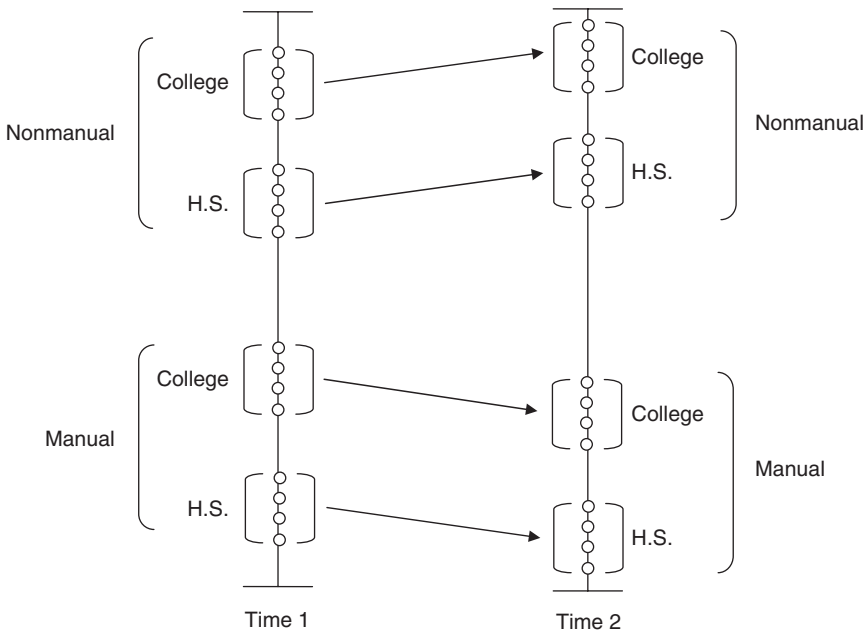 College
Nonmanual
H.S.
College
Manual
H.S.
Time 1
College
Nonmanual
H.S.
College
Manual
H.S.
Time 2